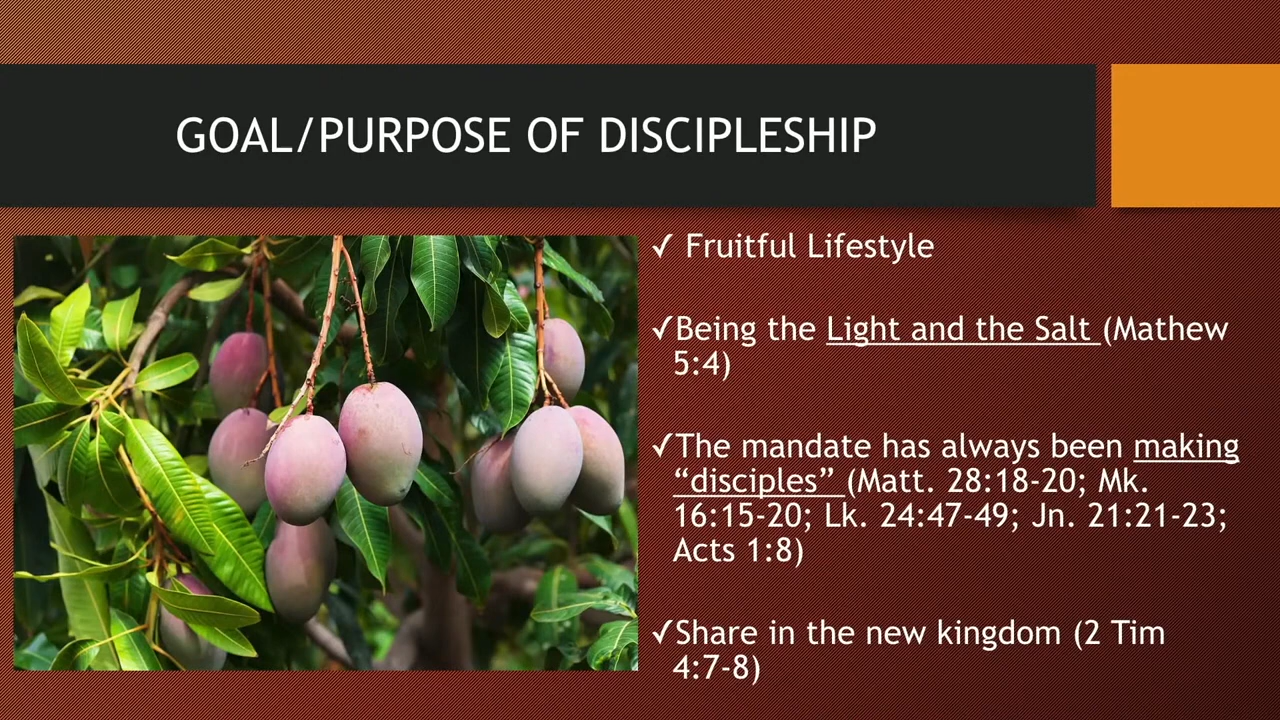 GOAL/PURPOSE OF DISCIPLESHIP
✓ Fruitful Lifestyle
✓Being the Light and the Salt (Mathew
5:4)
✓The mandate has always been making
“disciples” (Matt. 28:18-20; Mk.
16:15-20; Lk. 24:47-49; Jn. 21:21-23;
Acts 1:8)
✓Share in the new kingdom (2 Tim
4:7-8)